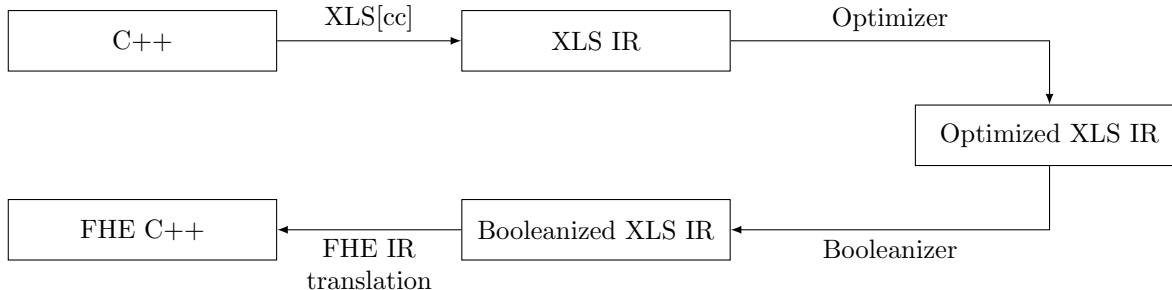 C++
XLS[cc]
XLS IR
Optimizer
Optimized XLS IR
Booleanizer
Booleanized XLS IR
FHE IR
translation
FHE C++